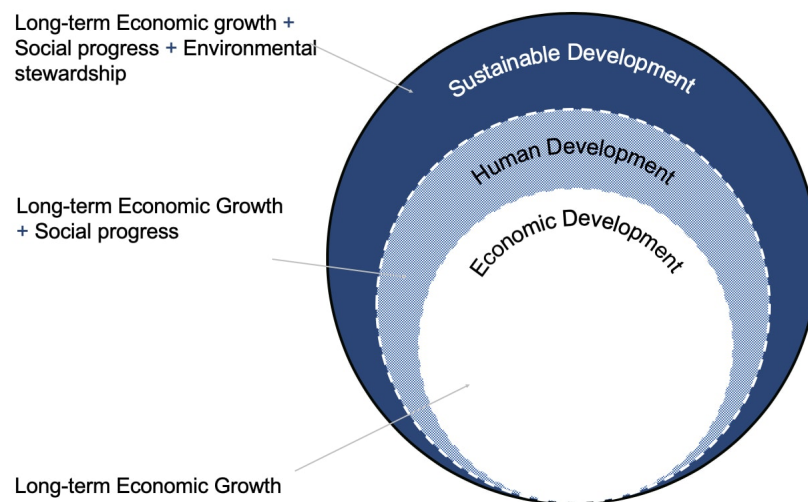 Long-term Economic growth +
Social progress + Environmental
stewardship
Sustainable Development
Human Development
Economic Development
Long-term Economic Growth
+ Social progress
Long-term Economic Growth